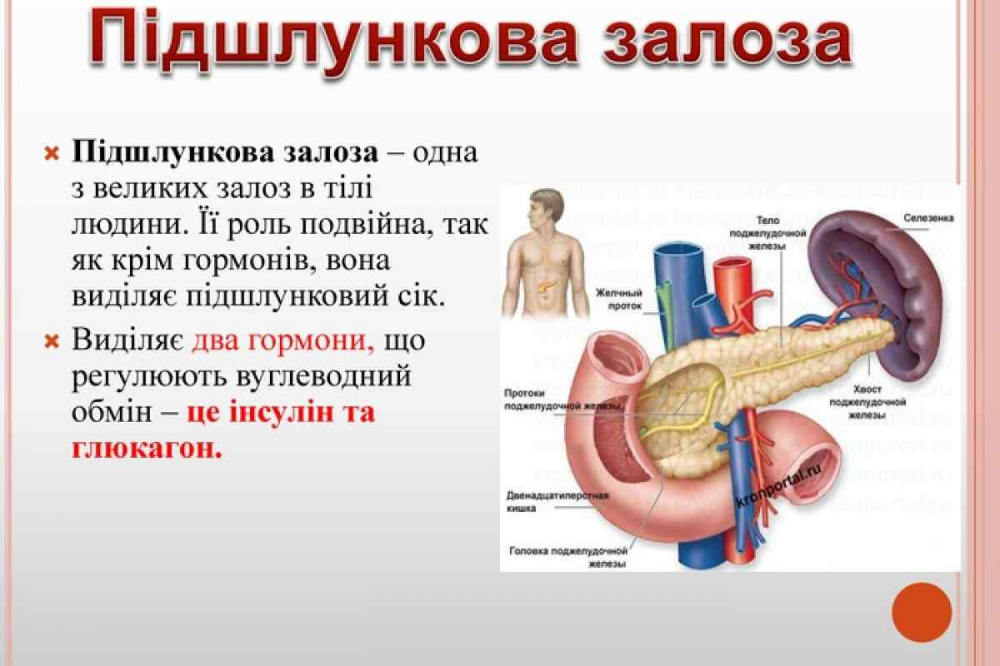 Підшлункова залоза
Підшлункова залоза – одна
з великих залоз в тілі
людини. Її роль подвійна, так
як крім гормонів, вона
виділяє підшлунковий сік.
Виділяє два гормони, що
регулюють вуглеводний
обмін – це інсулін та
глюкагон.
Тело
поджелудочной
железы
Селезенка
Желчный
проток
Протоки
поджелудочной железы
Хвост
поджелудочной
железы
Двенадцатиперстная
кишка
kronportal.ru
Головка поджелудочной
железы